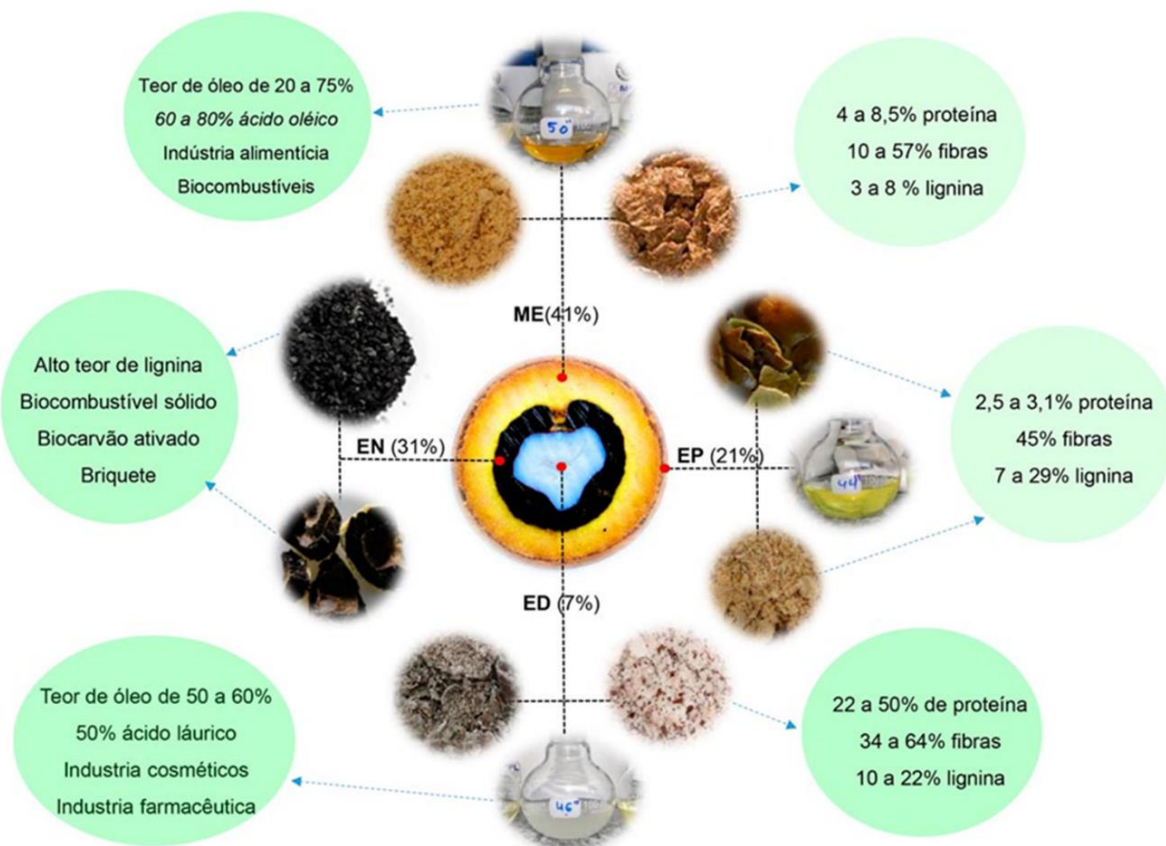 Teor de óleo de 20 a 75%
60 a 80% ácido oléico
Indústria alimentícia
Biocombustíveis
50
4 a 8,5% proteína
10 a 57% fibras
3 a 8 % lignina
ME(41%)
Alto teor de lignina
Biocombustível sólido
Biocarvão ativado
Briquete
EN (31%)
EP (21%)
44
2,5 a 3,1% proteína
45% fibras
7 a 29% lignina
ED (7%)
Teor de óleo de 50 a 60%
50% ácido láurico
Industria cosméticos
Industria farmacêutica
46
22 a 50% de proteína
34 a 64% fibras
10 a 22% lignina